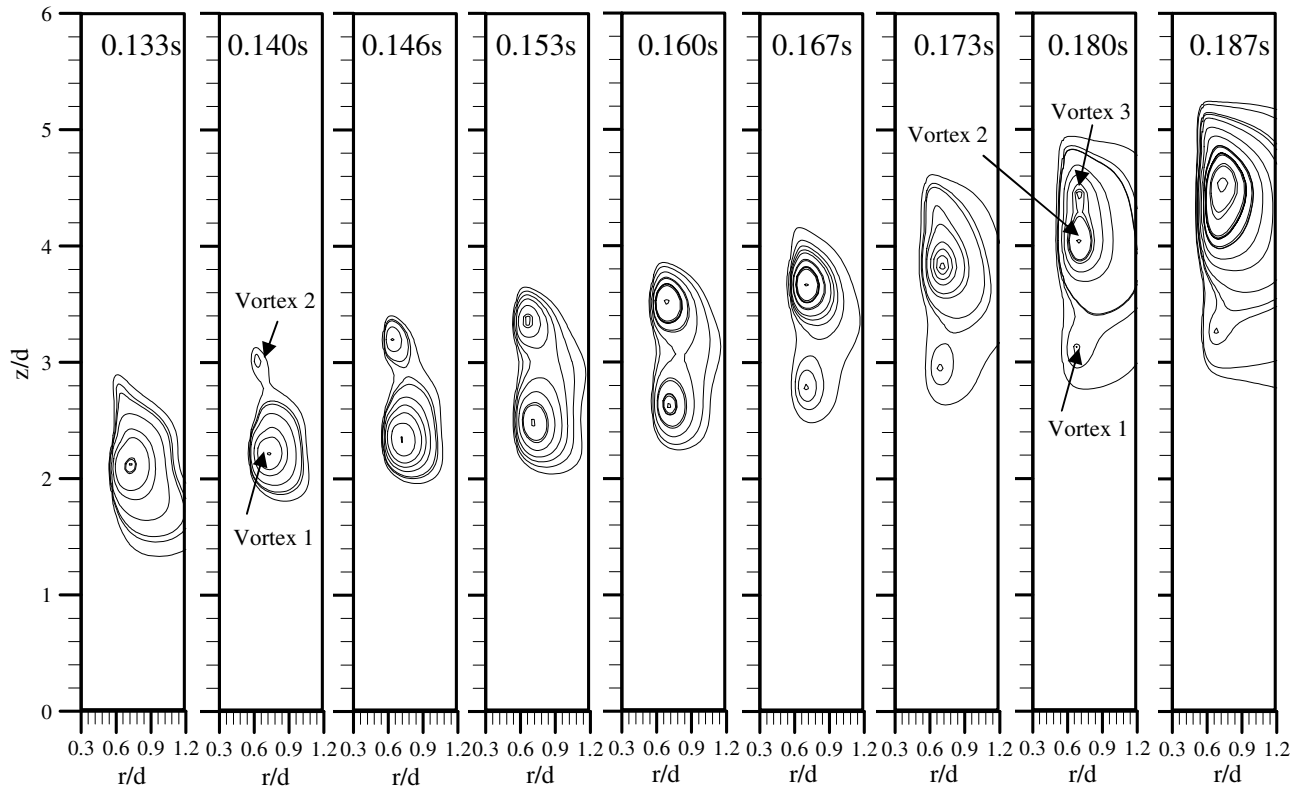 6
5
4
3
2
1
0
z/d
0.133s
0.140s
0.146s
0.153s
0.160s
0.167s
0.173s
0.180s
0.187s
Vortex 3
Vortex 2
Vortex 2
Vortex 1
Vortex 1
0.3 0.6 0.9 1.2
0.3 0.6 0.9 1.2
0.3 0.6 0.9 1.2
0.3 0.6 0.9 1.2
0.3 0.6 0.9 1.2
0.3 0.6 0.9 1.2
0.3 0.6 0.9 1.2
0.3 0.6 0.9 1.2
0.3 0.6 0.9 1.2
r/d
r/d
r/d
r/d
r/d
r/d
r/d
r/d
r/d